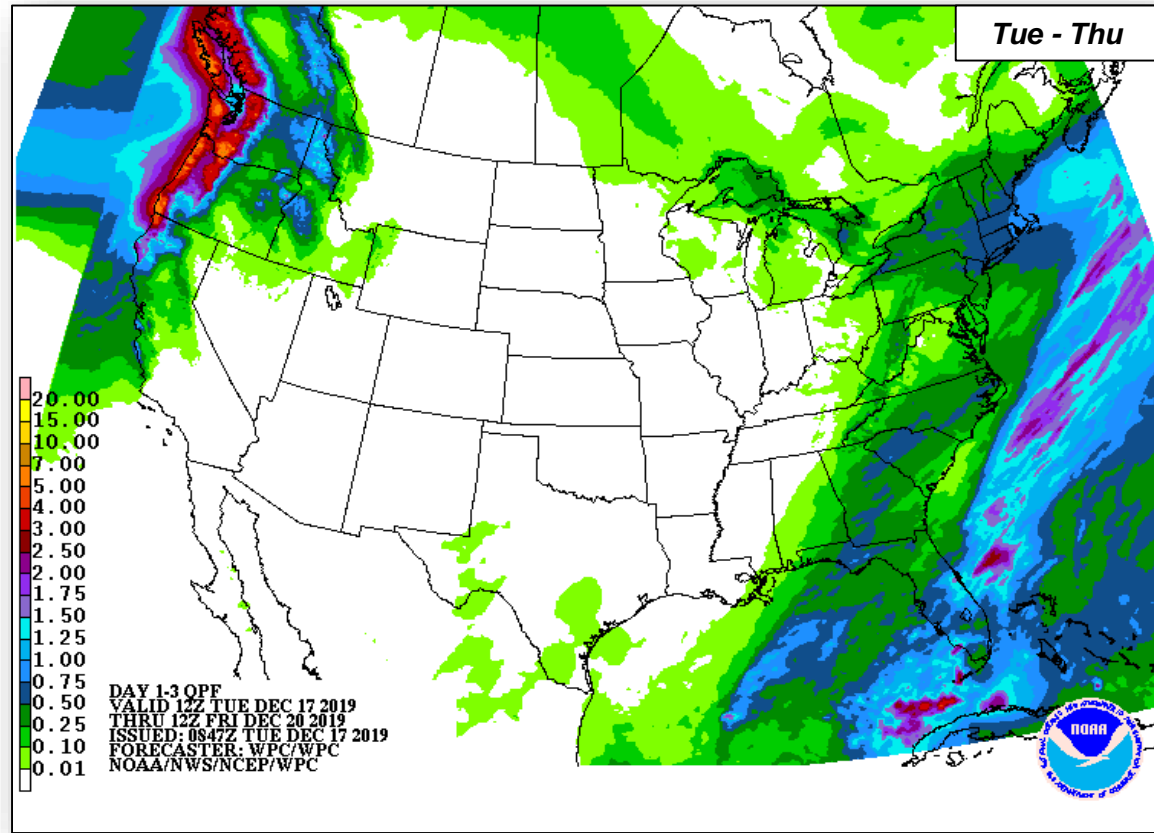 Tue - Thu
20.00
15.00
10.00
7.00
5.00
4.00
3.00
2.50
2.00
1.75
1.50
1.25
1.00
0.75
0.50
0.25
0.10
0.01
DAY 1-3 QPF
VALID 12Z TUE DEC 17 2019
THRU 12Z FRI DEC 20 2019
ISSUED: 0847Z TUE DEC 17 2019
FORECASTER: WPC/WPC
NOAA/NWS/NCEP/WPC
NOAA